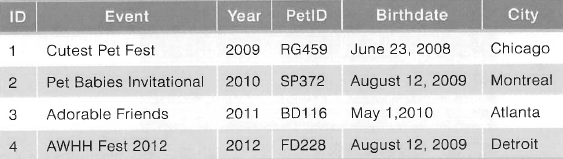 ID Event Year PetID Birthdate City
1 Cutest Pet Fest 2009 RG459 June 23, 2008 Chicago
2 Pet Babies Invitational 2010 SP372 August 12, 2009 Montreal
3 Adorable Friends 2011 BD116 May 1,2010 Atlanta
4 AWHH Fest 2012 2012 FD228 August 12, 2009 Detroit